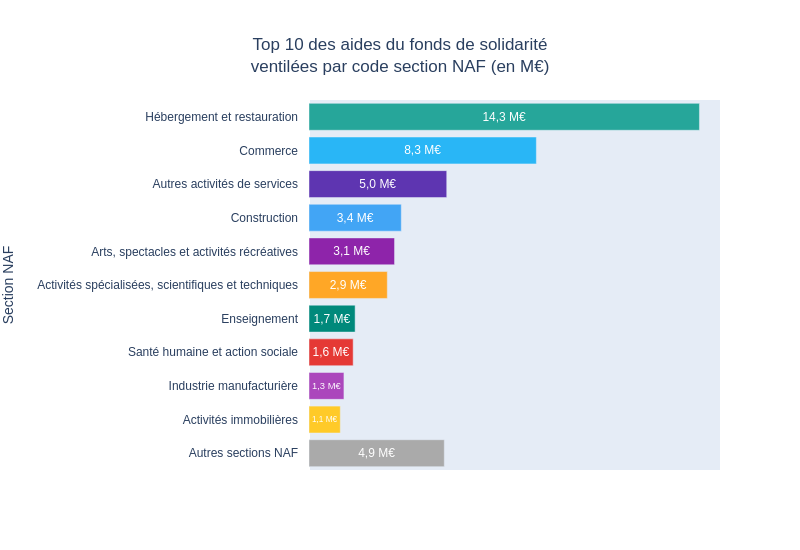 Top 10 des aides du fonds de solidarité
ventilées par code section NAF (en M€)
Section NAF
Hébergement et restauration 14,3 M€
Commerce 8,3 M€
Autres activités de services 5,0 M€
Construction 3,4 M€
Arts, spectacles et activités récréatives 3,1 M€
Activités spécialisées, scientifiques et techniques 2,9 M€
Enseignement 1,7 M€
Santé humaine et action sociale 1,6 M€
Industrie manufacturière 1,3 M€
Activités immobilières 1,1 M€
Autres sections NAF 4,9 M€